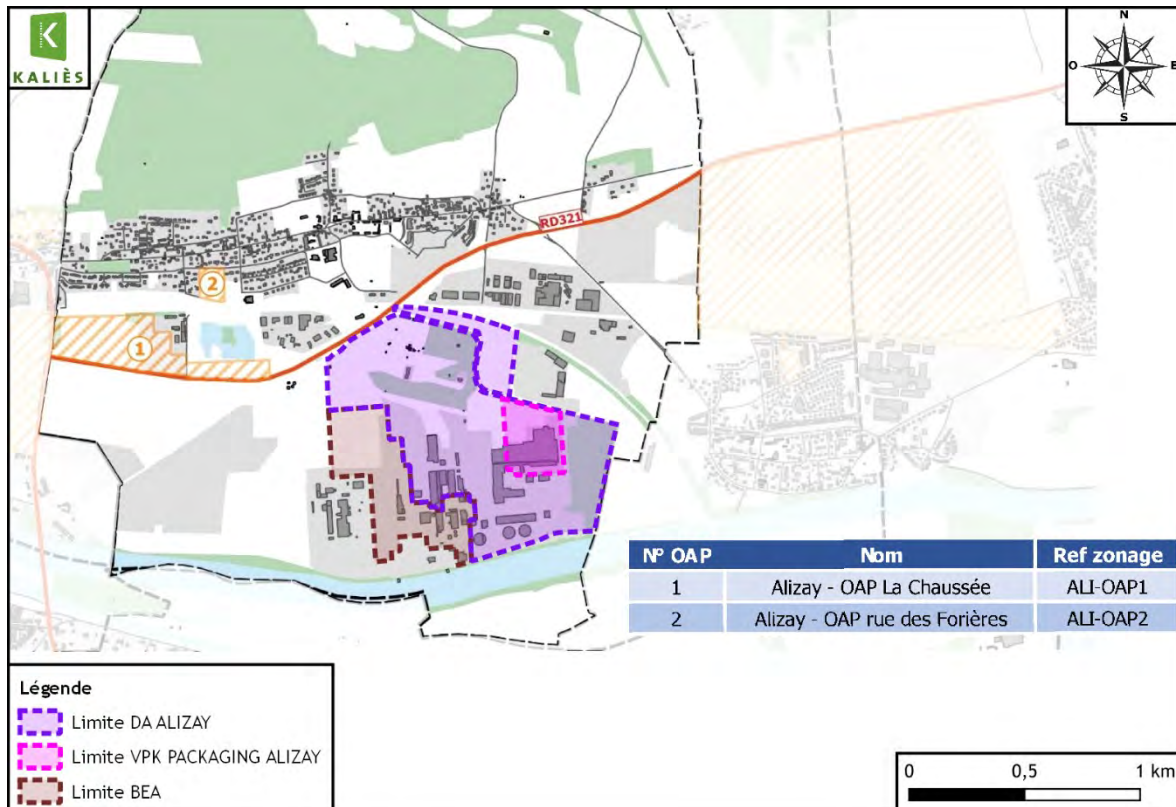 K
KALIÈS
N
O
E
S
RD321
2
1
N° OAP Nom Ref zonage
1 Alizay - OAP La Chaussée ALI-OAP1
2 Alizay - OAP rue des Forières ALI-OAP2
Légende
Limite DA ALIZAY
Limite VPK PACKAGING ALIZAY
Limite BEA
0 0,5 1 km